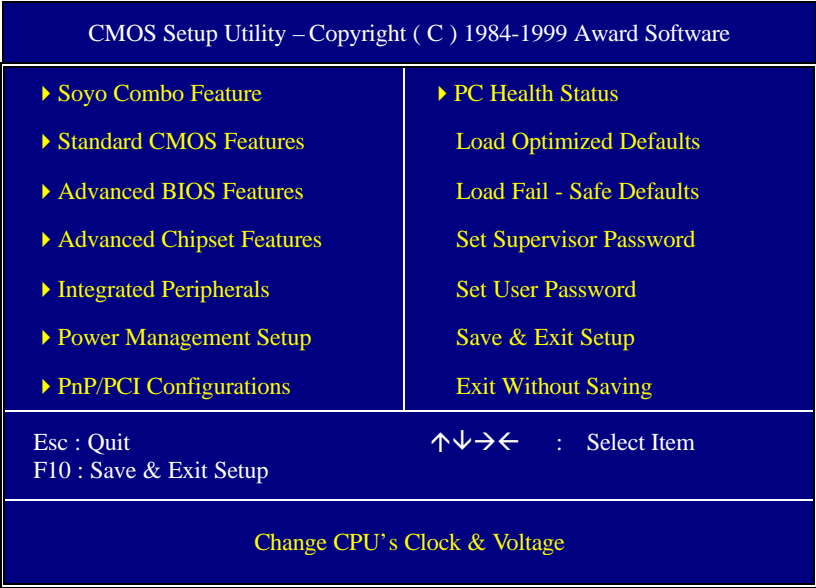 CMOS Setup Utility – Copyright ( C ) 1984-1999 Award Software
Soyo Combo Feature
Standard CMOS Features
Advanced BIOS Features
Advanced Chipset Features
Integrated Peripherals
Power Management Setup
PnP/PCI Configurations
PC Health Status
Load Optimized Defaults
Load Fail - Safe Defaults
Set Supervisor Password
Set User Password
Save & Exit Setup
Exit Without Saving
Esc : Quit
F10 : Save & Exit Setup
↑↓→← : Select Item
Change CPU's Clock & Voltage